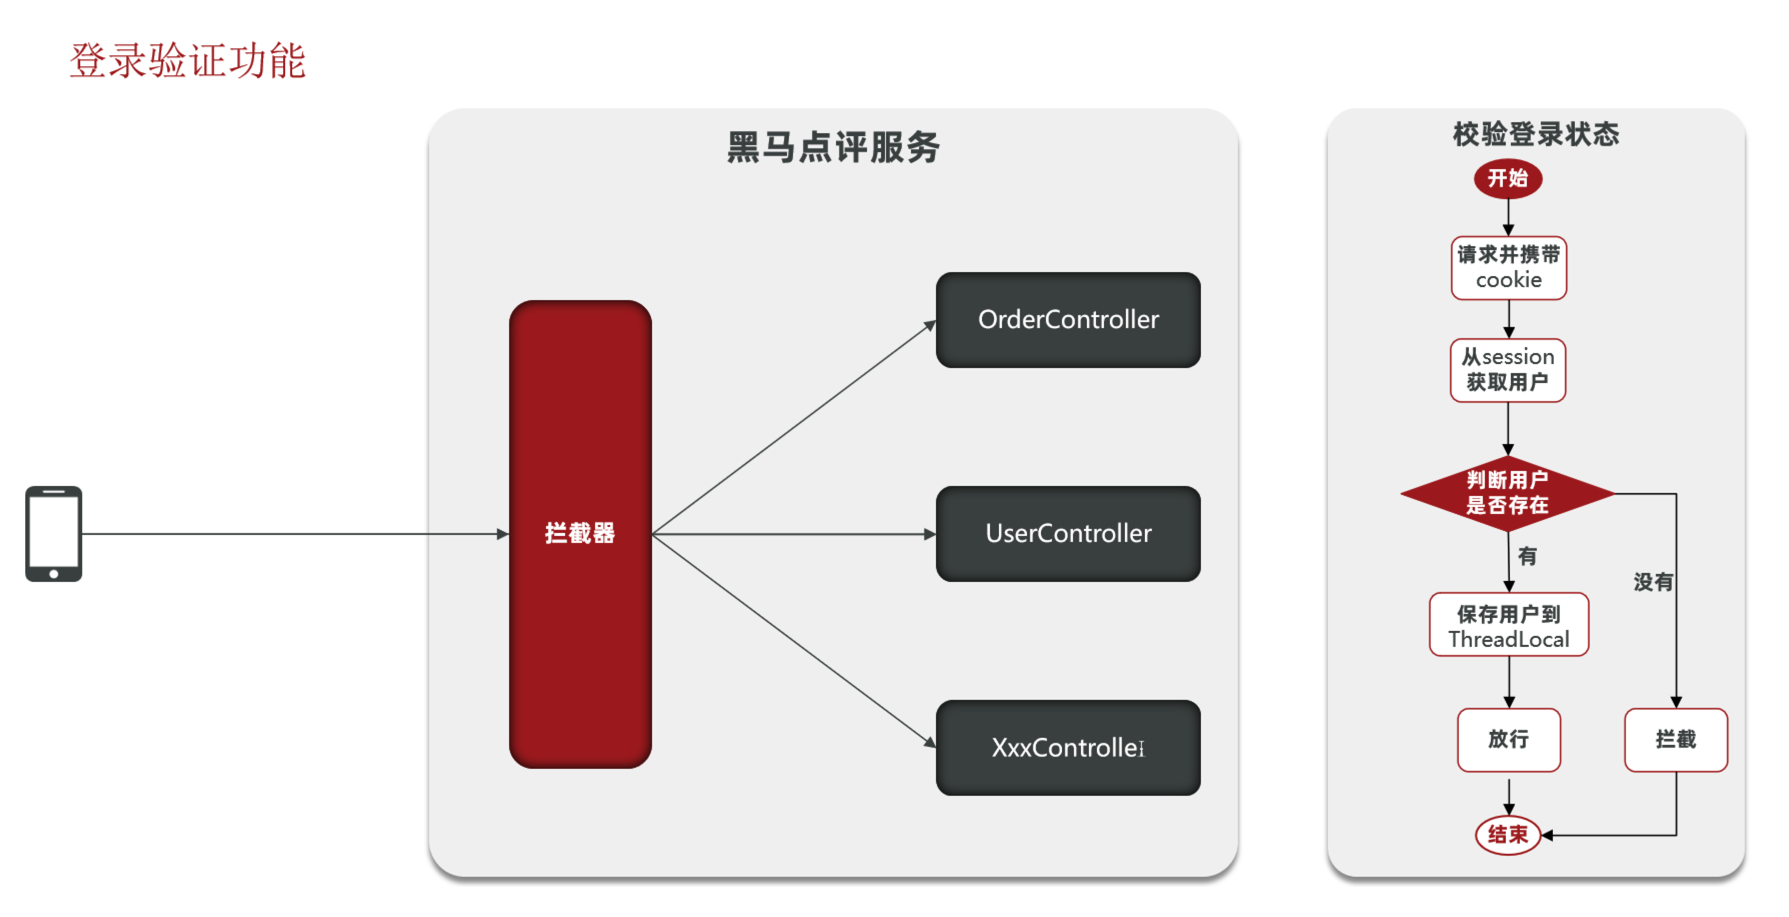 登录验证功能
黑马点评服务
拦截器
OrderController
UserController
XxxControlle
校验登录状态
开始
请求并携带
cookie
从session
获取用户
判断用户
是否存在
有
没有
保存用户到
ThreadLocal
放行
拦截
结束